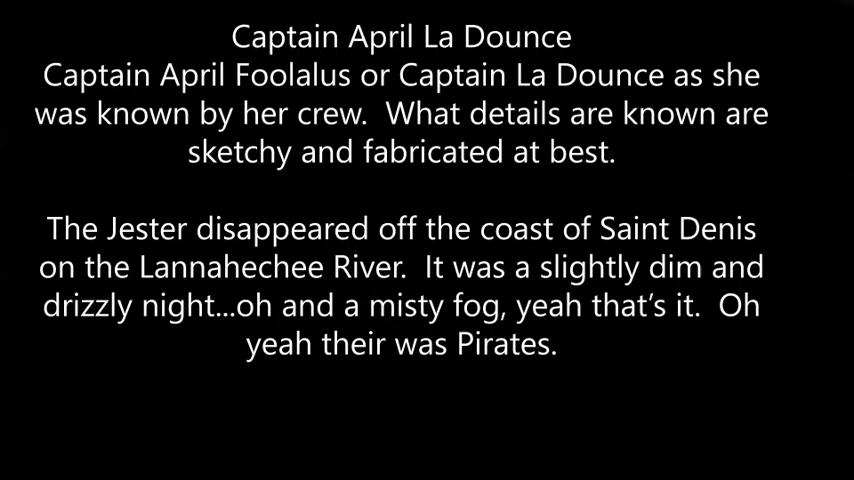 Captain April La Dounce
Captain April Foolalus or Captain La Dounce as she
was known by her crew.  What details are known are
sketchy and fabricated at best.
The Jester disappeared off the coast of Saint Denis
on the Lannahechee River.  It was a slightly dim and
drizzly night...oh and a misty fog, yeah that’s it.  Oh
yeah their was Pirates.